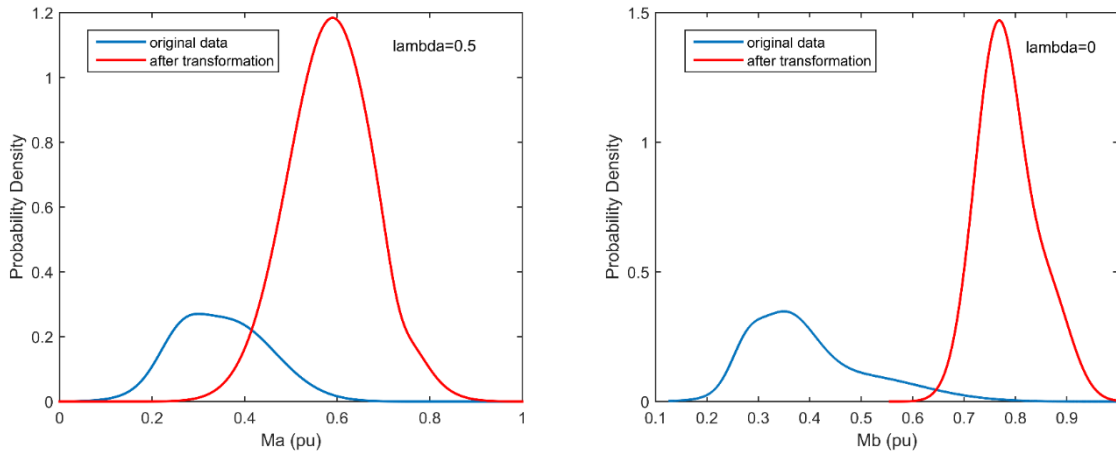 1.2
1
0.8
0.6
0.4
0.2
0
Probability Density
original data
after transformation
lambda=0.5
0 0.2 0.4 0.6 0.8 1
Ma (pu)
1.5
1
0.5
0
Probability Density
original data
after transformation
lambda=0
0.1 0.2 0.3 0.4 0.5 0.6 0.7 0.8 0.9
Mb (pu)